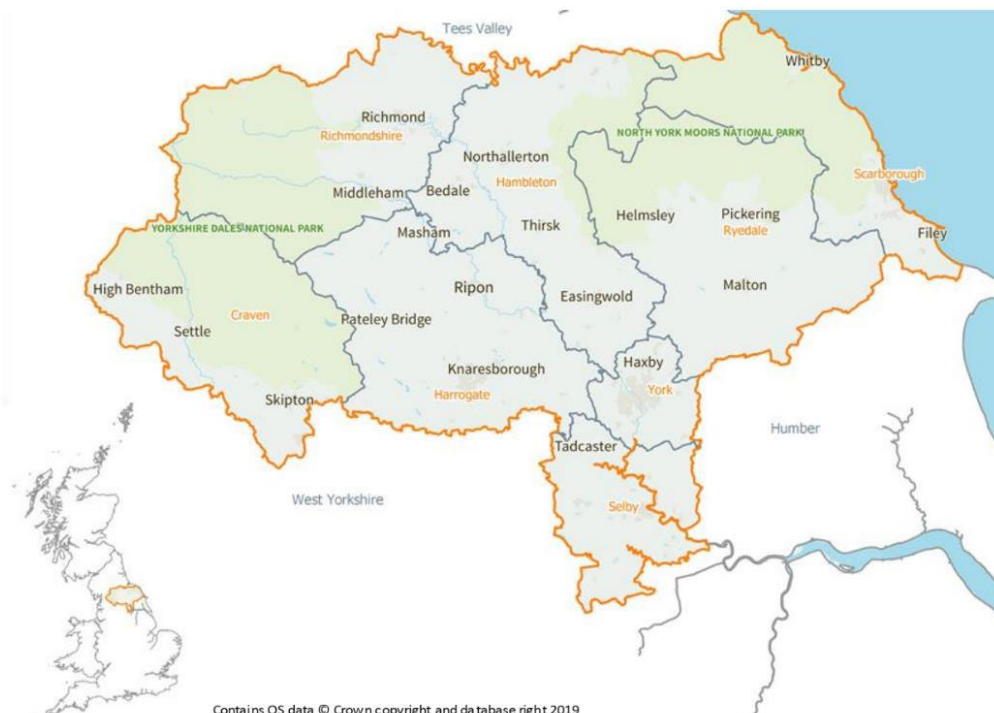 Tees Valley
Whitby
Richmond
Richmondshire
NORTH YORK MOORS NATIONAL PARK
Northallerton
Hambleton
Scarborough
Middleham
Bedale
Helmsley
Pickering
Ryedale
Thirsk
YORKSHIRE DALES NATIONAL PARK
Masham
Filey
High Bentham
Ripon
Easingwold
Malton
Craven
Settle
Pateley Bridge
Haxby
Knaresborough
York
Harrogate
Skipton
Tadcaster
Humber
West Yorkshire
Selby
Contains OS data © Crown copyright and database right 2019